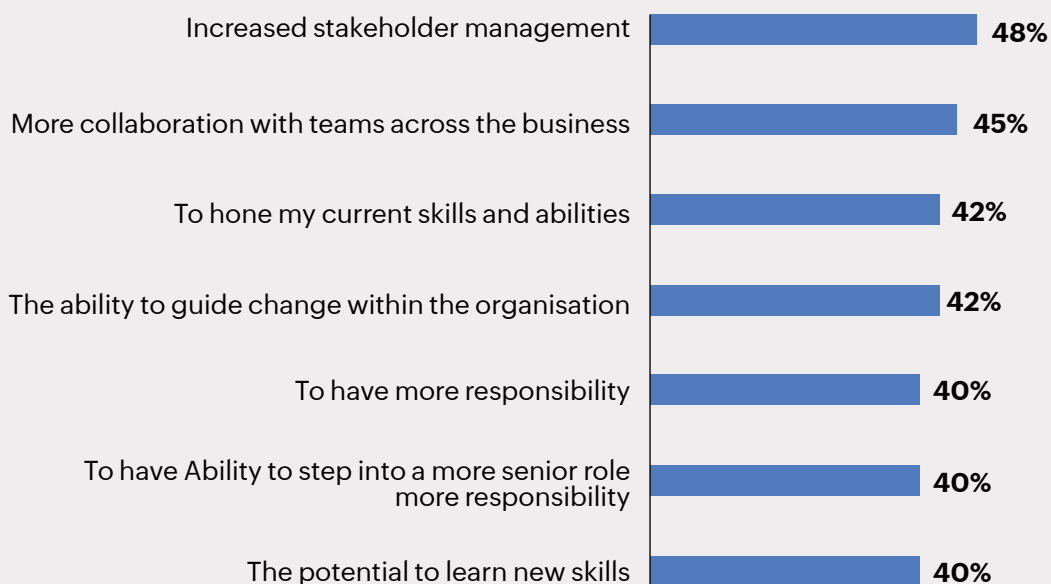 Increased stakeholder management 48%
More collaboration with teams across the business 45%
To hone my current skills and abilities 42%
The ability to guide change within the organisation 42%
To have more responsibility 40%
To have Ability to step into a more senior role
more responsibility 40%
The potential to learn new skills 40%